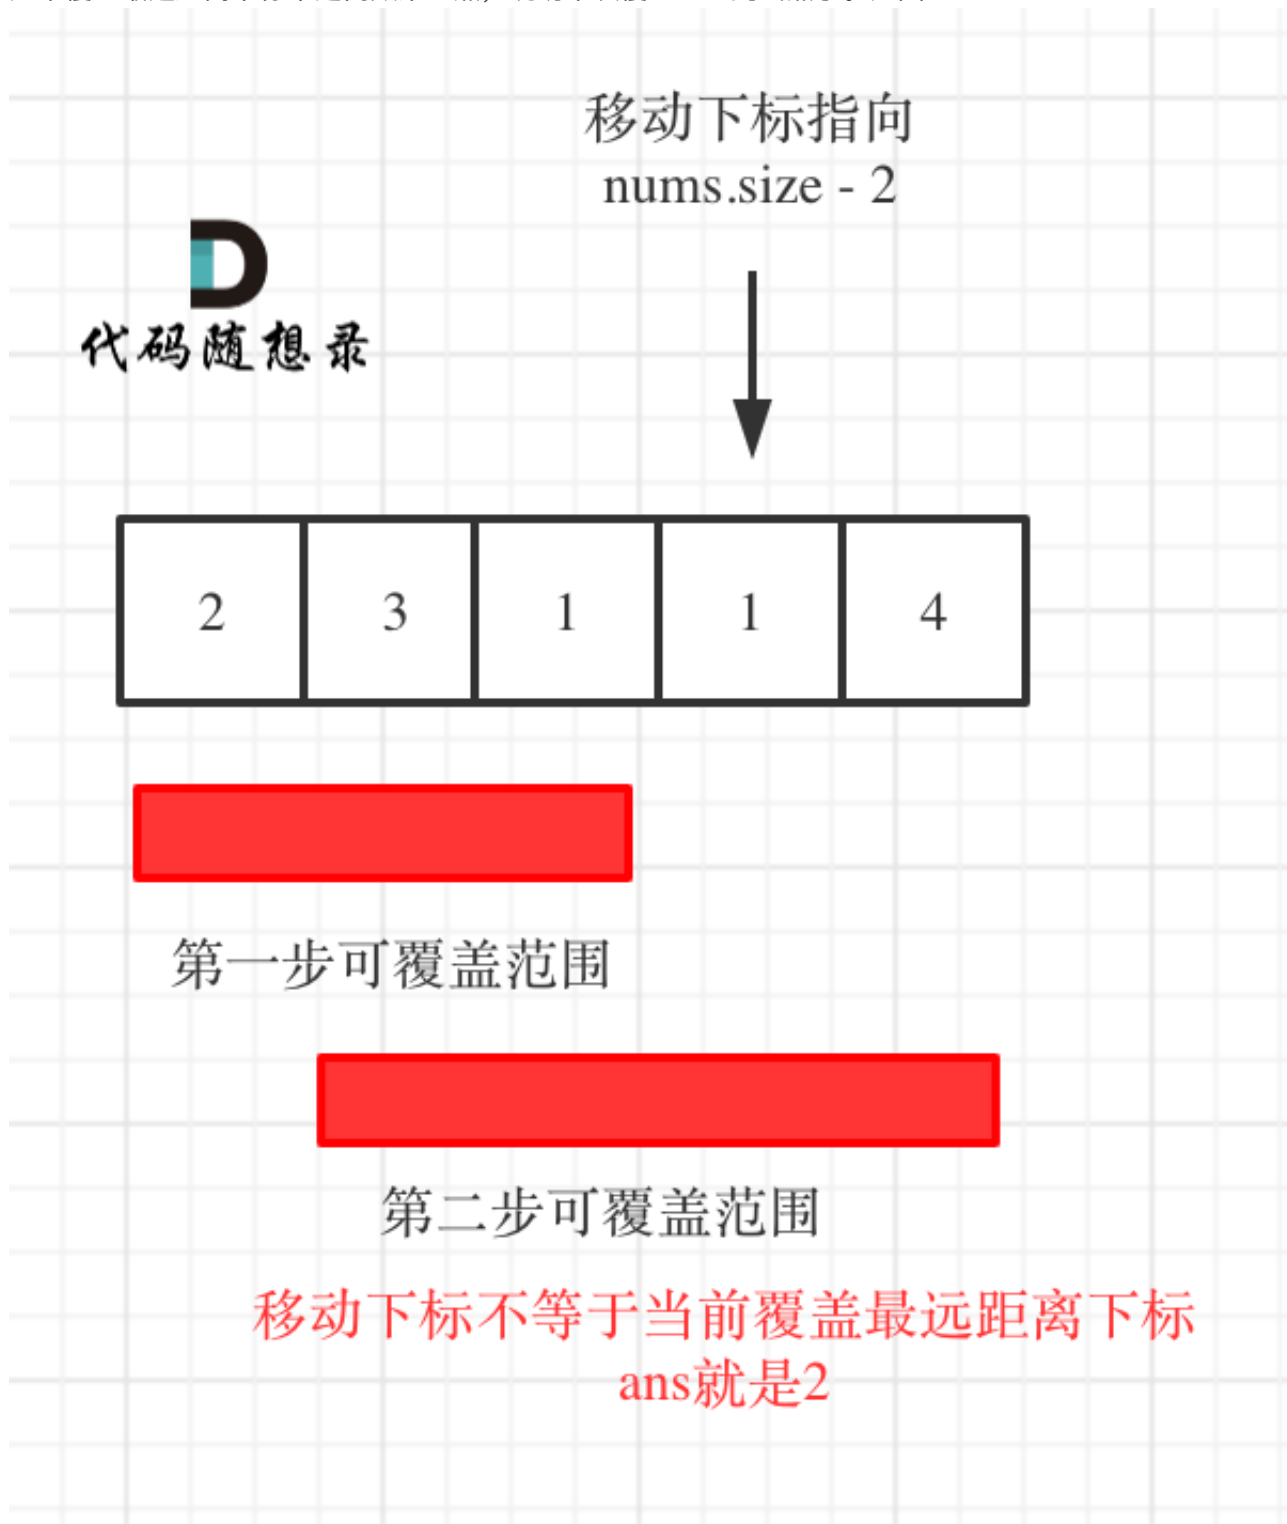 移动下标指向
nums.size - 2
代码随想录
2 3 1 1 4
第一步可覆盖范围
第二步可覆盖范围
移动下标不等于当前覆盖最远距离下标
ans就是2